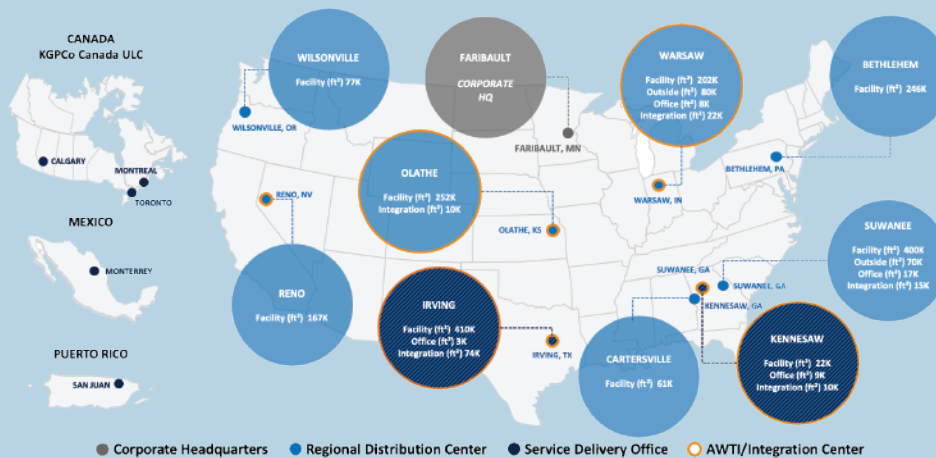 CANADA
KGPCo Canada ULC
CALGARY
MONTREAL
TORONTO
MEXICO
MONTERREY
PUERTO RICO
SAN JUAN
WILSONVILLE
Facility (ft²) 77K
WILSONVILLE, OR
FARIBAULT
CORPORATE
HQ
FARIBAULT, MN
WARSAW
Facility (ft²) 202K
Outside (ft²) 80K
Office (ft²) 8K
Integration (ft²) 22K
WARSAW, IN
BETHLEHEM
Facility (ft²) 246K
BETHLEHEM, PA
OLATHE
Facility (ft²) 252K
Integration (ft²) 10K
OLATHE, KS
RENO, NV
RENO
Facility (ft²) 167K
IRVING
Facility (ft²) 410K
Office (ft²) 3K
Integration (ft²) 74K
IRVING, TX
SUWANEE
Facility (ft²) 400K
Outside (ft²) 70K
Office (ft²) 17K
Integration (ft²) 15K
SUWANEE, GA
SUWANEE, GA
KENNESAW, GA
CARTERSVILLE
Facility (ft²) 61K
KENNESAW
Facility (ft²) 22K
Office (ft²) 9K
Integration (ft²) 10K
Corporate Headquarters
Regional Distribution Center
Service Delivery Office
AWTI/Integration Center